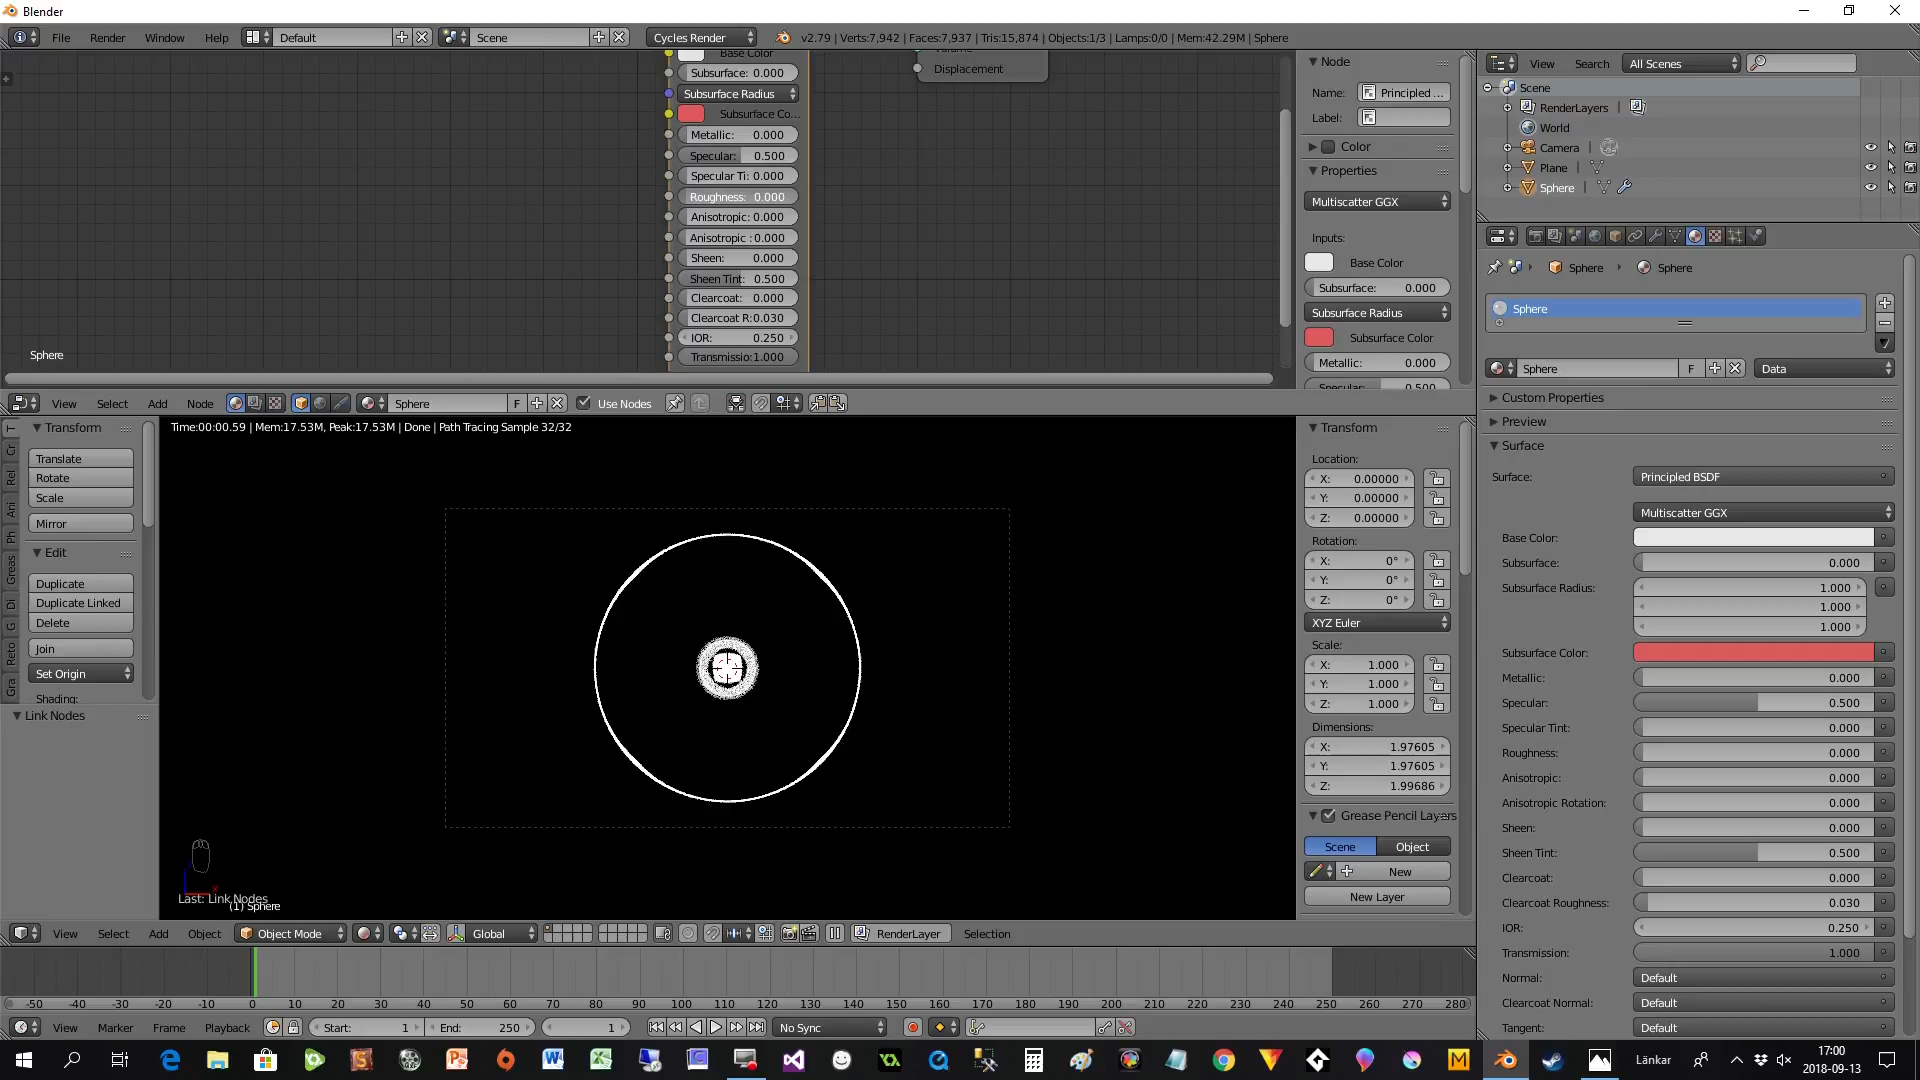 Blender
File
Render
Window
Help
Default
Scene
Cycles Render
v2.79 | Verts:7,942 | Faces:7,937 | Tris:15,874 | Objects:1/3 | Lamps:0/0 | Mem:42.29M | Sphere
Base Color
Subsurface: 0.000
Subsurface Radius
Subsurface Co...
Metallic: 0.000
Specular: 0.500
Specular Ti: 0.000
Roughness: 0.000
Anisotropic: 0.000
Anisotropic : 0.000
Sheen: 0.000
Sheen Tint: 0.500
Clearcoat: 0.000
Clearcoat R: 0.030
IOR: 0.250
Transmissio: 1.000
Volume
Displacement
Sphere
Node
Name: Principled ...
Label:
Color
Properties
Multiscatter GGX
Inputs:
Base Color
Subsurface: 0.000
Subsurface Radius
Subsurface Color
Metallic: 0.000
Specular: 0.500
View
Select
Add
Node
Sphere
F
Use Nodes
View
Search
All Scenes
Scene
RenderLayers
World
Camera
Plane
Sphere
Sphere
Sphere
Sphere
Sphere
F
Data
Custom Properties
Preview
Surface
Surface: Principled BSDF
Multiscatter GGX
Base Color:
Subsurface: 0.000
Subsurface Radius: 1.000
1.000
1.000
Subsurface Color:
Metallic: 0.000
Specular: 0.500
Specular Tint: 0.000
Roughness: 0.000
Anisotropic: 0.000
Anisotropic Rotation: 0.000
Sheen: 0.000
Sheen Tint: 0.500
Clearcoat: 0.000
Clearcoat Roughness: 0.030
IOR: 0.250
Transmission: 1.000
Normal: Default
Clearcoat Normal: Default
Tangent: Default
T
Cr
Rel
Ani
Ph
Greas
Di
G
Reto
Gra
Transform
Translate
Rotate
Scale
Mirror
Edit
Duplicate
Duplicate Linked
Delete
Join
Set Origin
Shading:
Link Nodes
Time:00:00.59 | Mem:17.53M, Peak:17.53M | Done | Path Tracing Sample 32/32
Last: Link Nodes
(1) Sphere
Transform
Location:
X: 0.00000
Y: 0.00000
Z: 0.00000
Rotation:
X: 0°
Y: 0°
Z: 0°
XYZ Euler
Scale:
X: 1.000
Y: 1.000
Z: 1.000
Dimensions:
X: 1.97605
Y: 1.97605
Z: 1.99686
Grease Pencil Layers
Scene
Object
New
New Layer
View
Select
Add
Object
Object Mode
Global
RenderLayer
Selection
-50 -40 -30 -20 -10 0 10 20 30 40 50 60 70 80 90 100 110 120 130 140 150 160 170 180 190 200 210 220 230 240 250 260 270 280
View
Marker
Frame
Playback
Start: 1
End: 250
1
No Sync
Länkar
17:00
2018-09-13